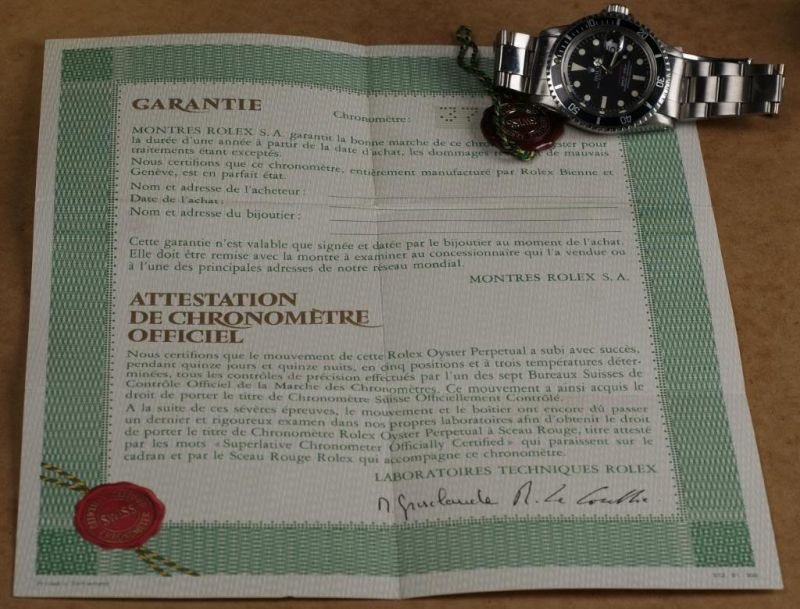 GARANTIE
Chronomètre:
MONTRES ROLEX S.A. garantit la bonne marche de ce Oyster pour
la durée d'une année à partir de la date d'achat, les dommages de mauvais
traitements étant exceptés.
Nous certifions que ce chronomètre, entièrement manufacturé par Rolex Bienne et
Genève, est en parfait état.
Nom et adresse de l'acheteur:
Date de l'achat:
Nom et adresse du bijoutier:
Cette garantie n'est valable que signée et datée par le bijoutier au moment de l'achat.
Elle doit être remise avec la montre à examiner au concessionnaire qui l'a vendue ou
à l'une des principales adresses de notre réseau mondial.
MONTRES ROLEX S.A.
ATTESTATION
DE CHRONOMÈTRE
OFFICIEL
Nous certifions que le mouvement de cette Rolex Oyster Perpetual a subi avec succès,
pendant quinze jours et quinze nuits, en cinq positions et à trois températures déter-
minées, tous les contrôles de précision effectués par l'un des sept Bureaux Suisses de
Contrôle Officiel de la Marche des Chronomètres. Ce mouvement a ainsi acquis le
droit de porter le titre de Chronomètre Suisse Officiellement Contrôlé.
A la suite de ces sévères épreuves, le mouvement et le boîtier ont encore dû passer
un dernier et rigoureux examen dans nos propres laboratoires afin d'obtenir le droit
de porter le titre de Chronomètre Rolex Oyster Perpetual à Sceau Rouge, titre attesté
par les mots «Superlative Chronometer Officially Certified» qui paraissent sur le
cadran et par le Sceau Rouge Rolex qui accompagne ce chronomètre.
LABORATOIRES TECHNIQUES ROLEX
SWISS
CHRONOMETER
Printed in Switzerland